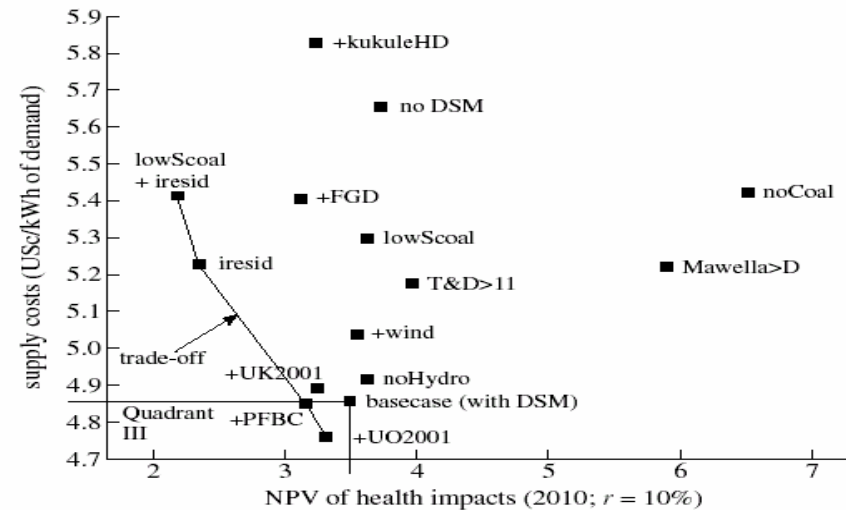 5.9
5.8
5.7
5.6
5.5
5.4
5.3
5.2
5.1
5.0
4.9
4.8
4.7
supply costs (USc/kWh of demand)
+kukuleHD
no DSM
lowScoal
+ iresid
+FGD
noCoal
lowScoal
iresid
Mawella>D
T&D>11
+wind
trade-off
+UK2001
noHydro
basecase (with DSM)
Quadrant
III
+PFBC
+UO2001
2
3
4
5
6
7
NPV of health impacts (2010; r = 10%)